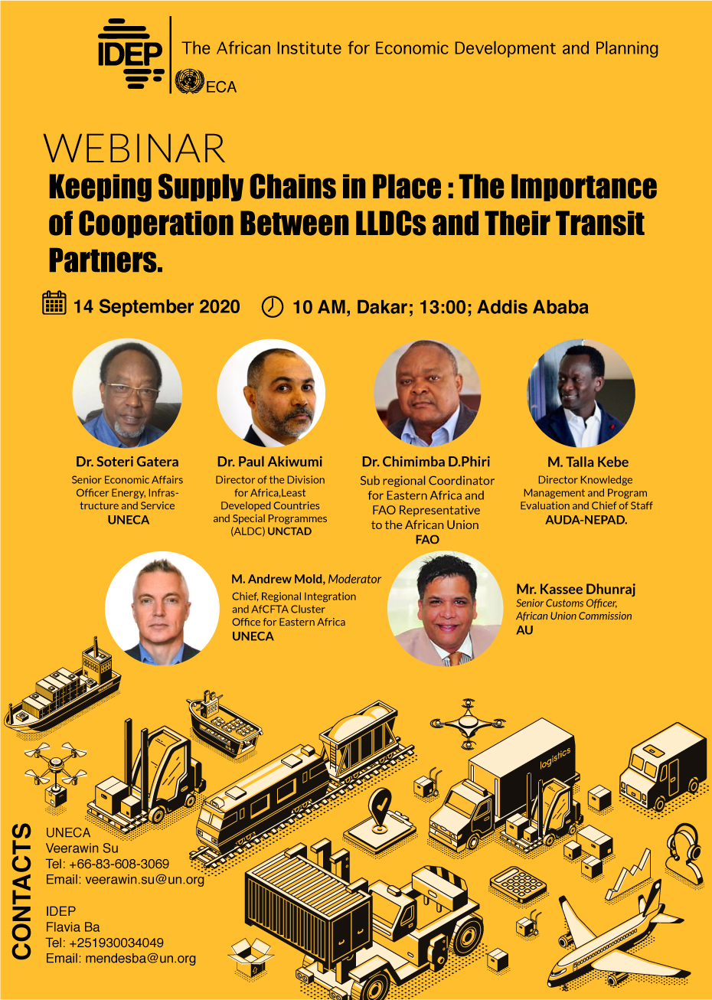 IDEP
The African Institute for Economic Development and Planning
ECA
WEBINAR
Keeping Supply Chains in Place : The Importance
of Cooperation Between LLDCs and Their Transit
Partners.
14 September 2020
10 AM, Dakar; 13:00; Addis Ababa
Dr. Soteri Gatera
Senior Economic Affairs
Officer Energy, Infras-
tructure and Service
UNECA
Dr. Paul Akiwumi
Director of the Division
for Africa,Least
Developed Countries
and Special Programmes
(ALDC) UNCTAD
Dr. Chimimba D.Phiri
Sub regional Coordinator
for Eastern Africa and
FAO Representative
to the African Union
FAO
M. Talla Kebe
Director Knowledge
Management and Program
Evaluation and Chief of Staff
AUDA-NEPAD.
M. Andrew Mold, Moderator
Chief, Regional Integration
and AfCFTA Cluster
Office for Eastern Africa
UNECA
Mr. Kassee Dhunraj
Senior Customs Officer,
African Union Commission
AU
logistics
CONTACTS
UNECA
Veerawin Su
Tel: +66-83-608-3069
Email: veerawin.su@un.org
IDEP
Flavia Ba
Tel: +251930034049
Email: mendesba@un.org